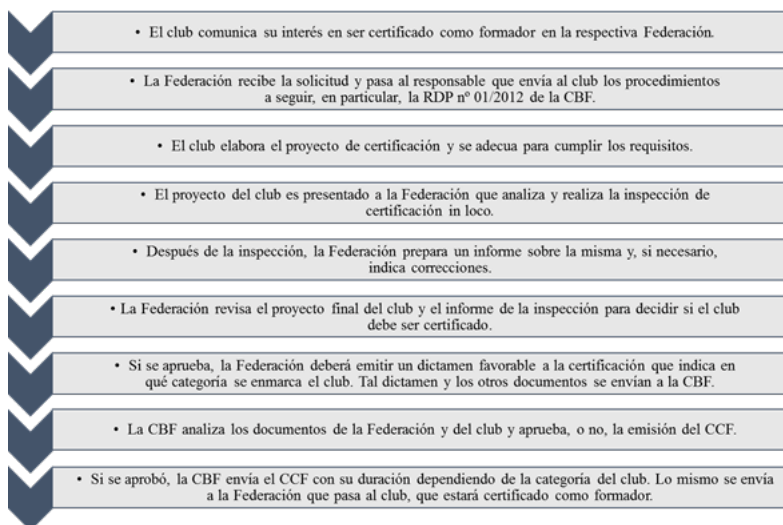 • El club comunica su interés en ser certificado como formador en la respectiva Federación.
• La Federación recibe la solicitud y pasa al responsable que envía al club los procedimientos
a seguir, en particular, la RDP nº 01/2012 de la CBF.
• El club elabora el proyecto de certificación y se adecua para cumplir los requisitos.
• El proyecto del club es presentado a la Federación que analiza y realiza la inspección de
certificación in loco.
• Después de la inspección, la Federación prepara un informe sobre la misma y, si necesario,
indica correcciones.
• La Federación revisa el proyecto final del club y el informe de la inspección para decidir si el club
debe ser certificado.
• Si se aprueba, la Federación deberá emitir un dictamen favorable a la certificación que indica en
qué categoría se enmarca el club. Tal dictamen y los otros documentos se envían a la CBF.
• La CBF analiza los documentos de la Federación y del club y aprueba, o no, la emisión del CCF.
• Si se aprobó, la CBF envía el CCF con su duración dependiendo de la categoría del club. Lo mismo se envía
a la Federación que pasa al club, que estará certificado como formador.